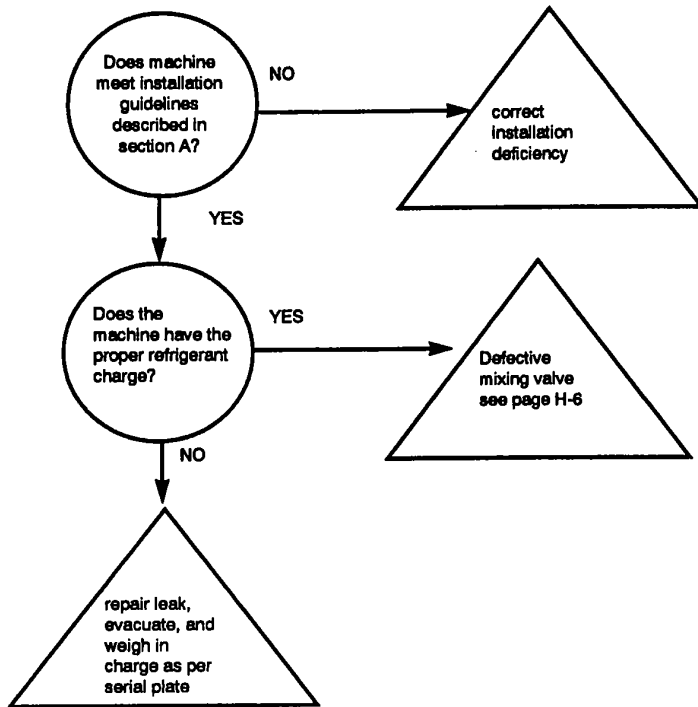 Does machine
meet installation
guidelines
described in
section A?
NO
correct
installation
deficiency
YES
Does the
machine have the
proper refrigerant
charge?
YES
Defective
mixing valve
see page H-6
NO
repair leak,
evacuate, and
weigh in
charge as per
serial plate